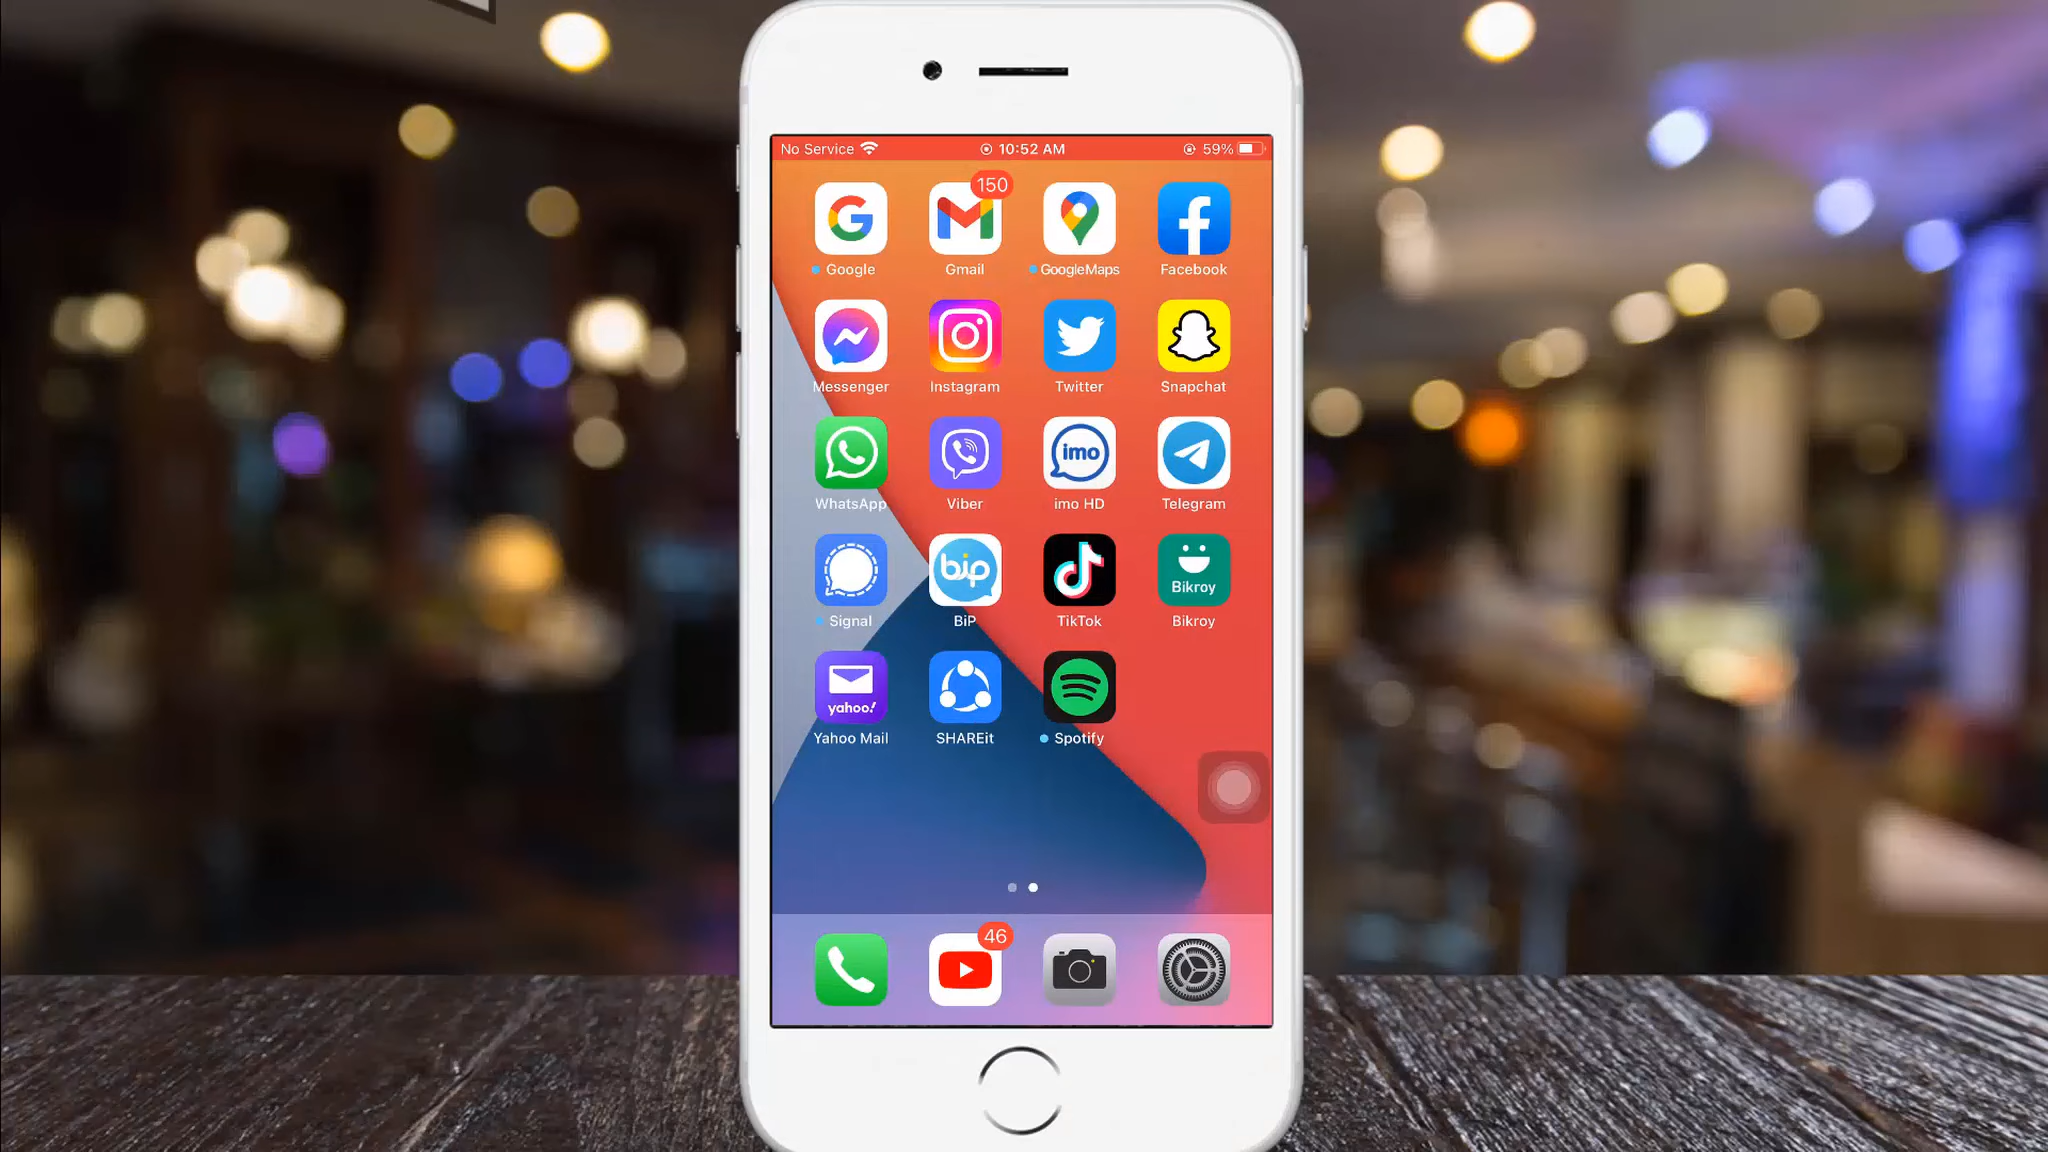 No Service 10:52 AM 59%
150
Google Gmail GoogleMaps Facebook
Messenger Instagram Twitter Snapchat
imo
WhatsApp Viber imo HD Telegram
bip Bikroy
Signal BiP TikTok Bikroy
yahoo!
Yahoo Mail SHAREit Spotify
46